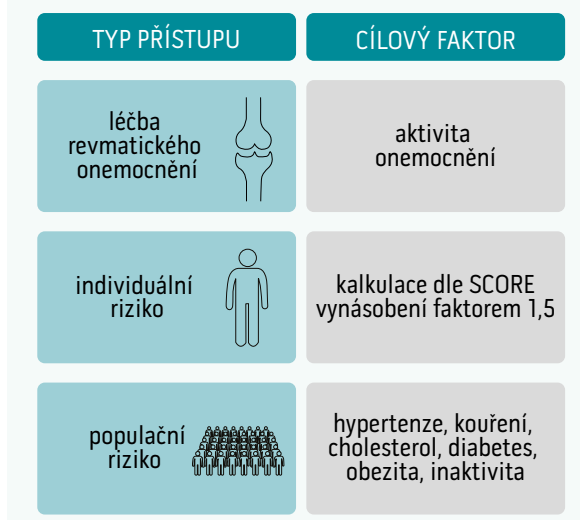 TYP PŘÍSTUPU
CÍLOVÝ FAKTOR
léčba
revmatického
onemocnění
aktivita
onemocnění
individuální
riziko
kalkulace dle SCORE
vynásobení faktorem 1,5
populační
riziko
hypertenze, kouření,
cholesterol, diabetes,
obezita, inaktivita